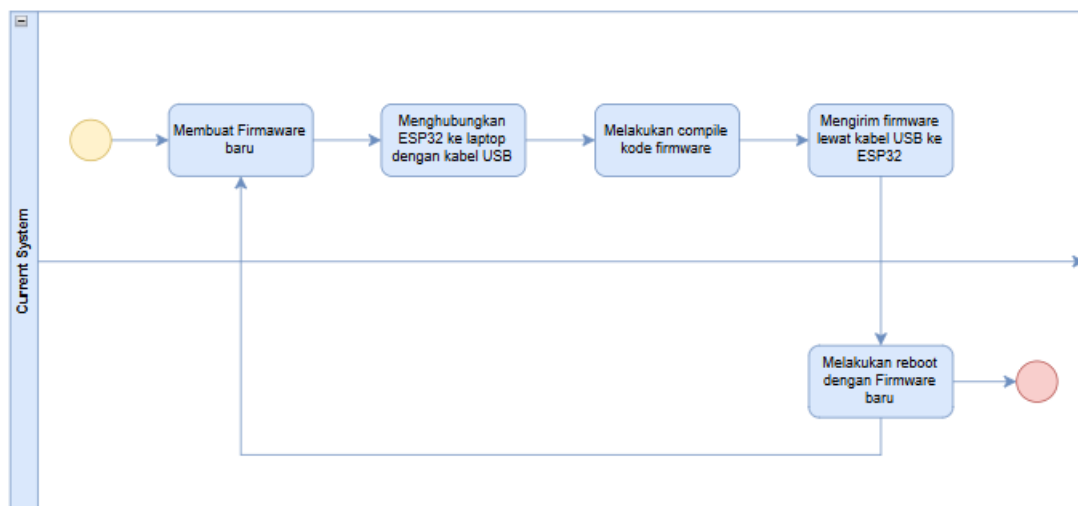 Current System
Membuat Firmaware
baru
Menghubungkan
ESP32 ke laptop
dengan kabel USB
Melakukan compile
kode firmware
Mengirim firmware
lewat kabel USB ke
ESP32
Melakukan reboot
dengan Firmware
baru